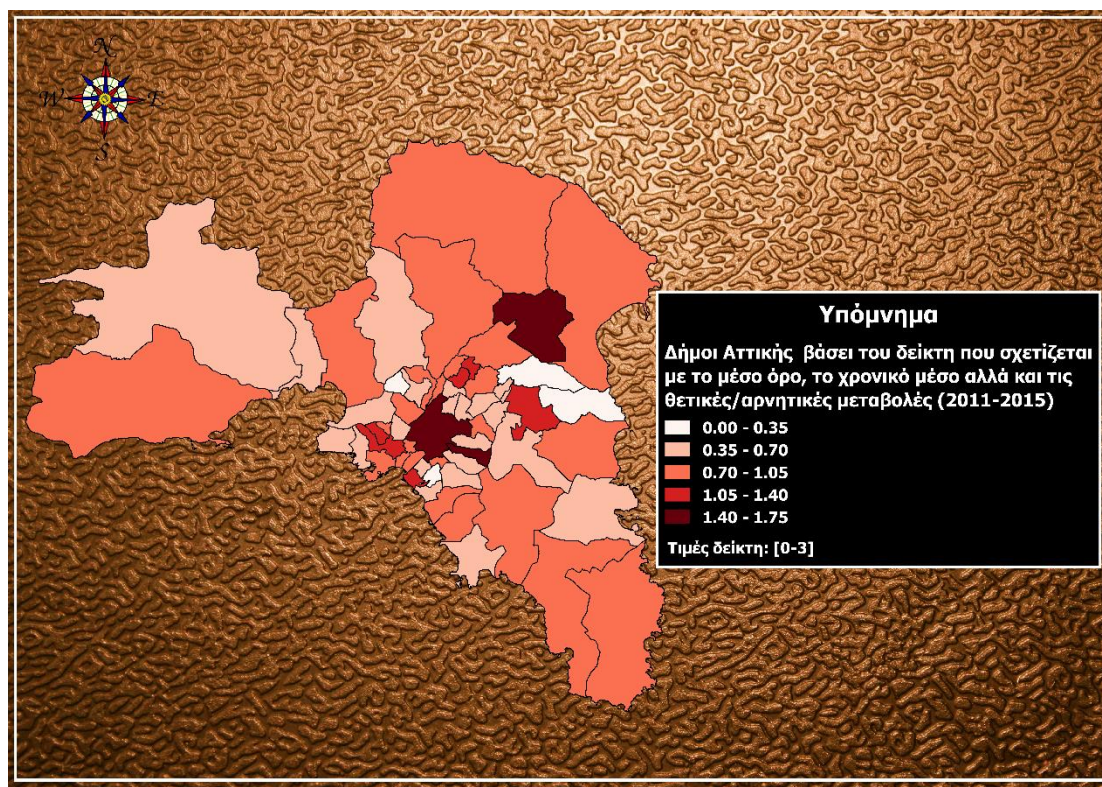 N
W E
S
Υπόμνημα
Δήμοι Αττικής βάσει του δείκτη που σχετίζεται
με το μέσο όρο, το χρονικό μέσο αλλά και τις
θετικές/αρνητικές μεταβολές (2011-2015)
0.00 - 0.35
0.35 - 0.70
0.70 - 1.05
1.05 - 1.40
1.40 - 1.75
Τιμές δείκτη: [0-3]